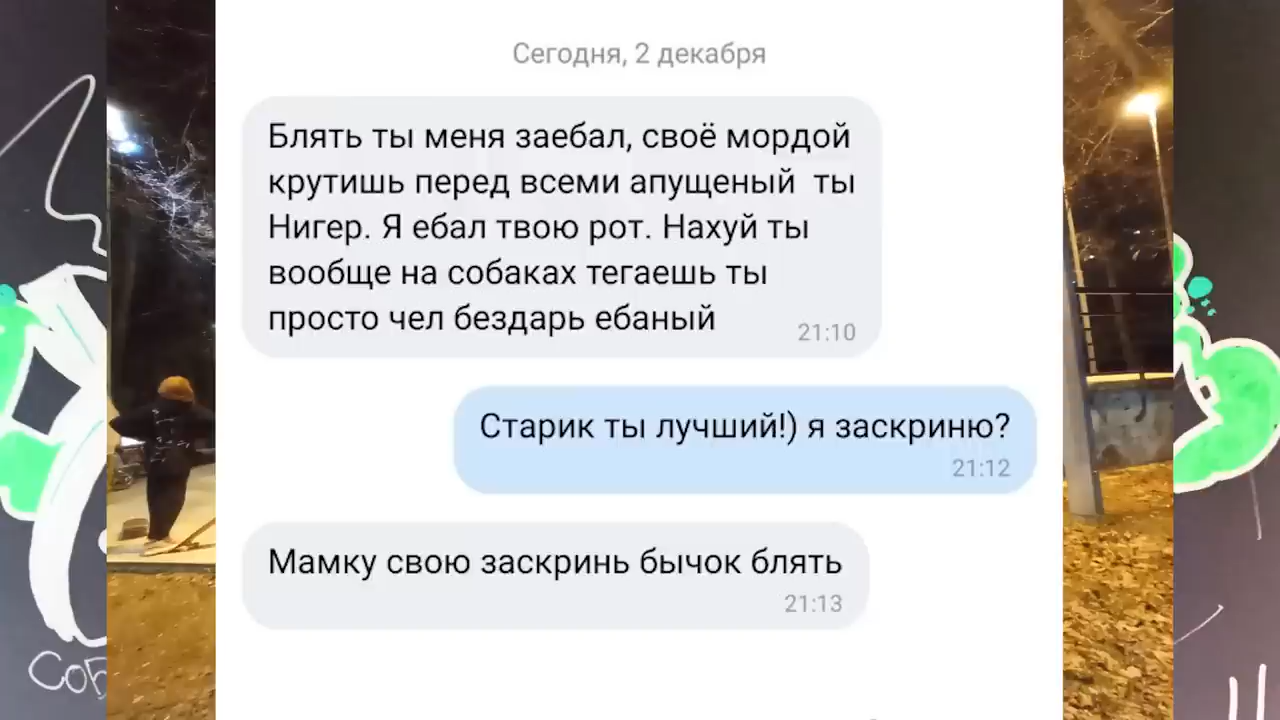 Сегодня, 2 декабря
Блять ты меня заебал, своё мордой
крутишь перед всеми апущеный ты
Нигер. Я ебал твою рот. Нахуй ты
вообще на собаках тегаешь ты
просто чел бездарь ебаный
21:10
Старик ты лучший!) я заскриню?
21:12
Мамку свою заскринь бычок блять
21:13